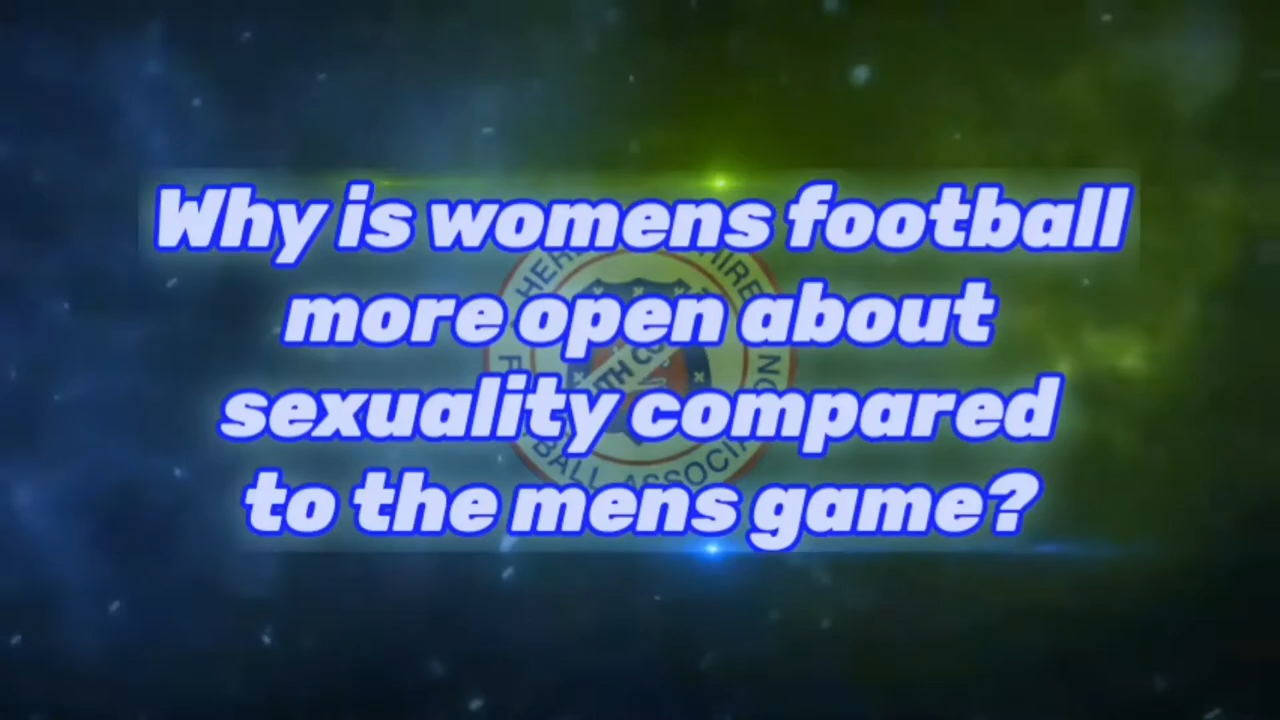 Why is womens football
more open about
sexuality compared
to the mens game?